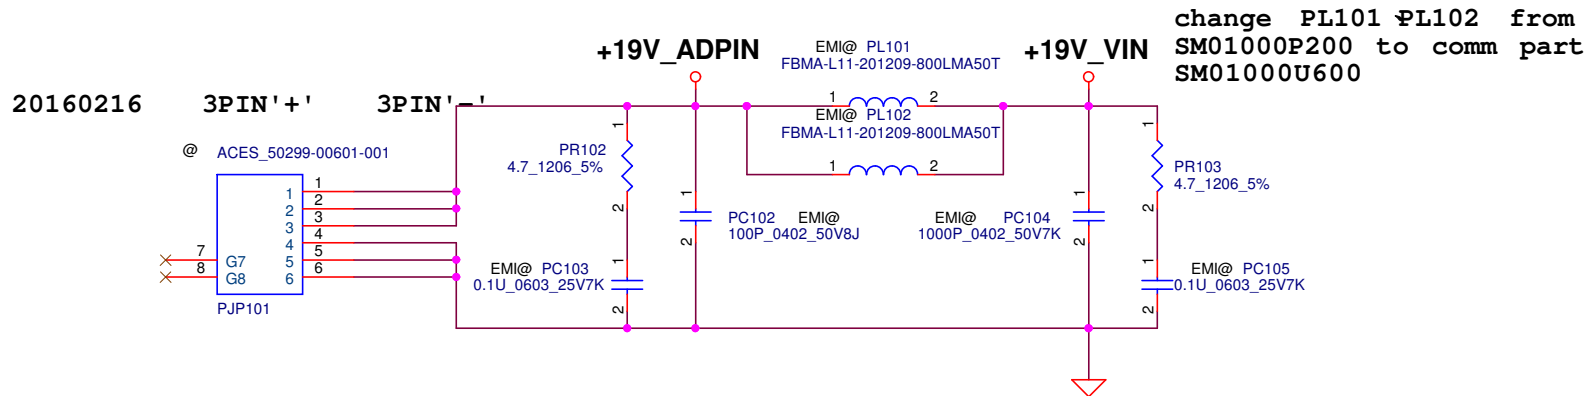 change PL101 PL102 from
SM01000P200 to comm part
SM01000U600
+19V_ADPIN
EMI@ PL101
FBMA-L11-201209-800LMA50T
+19V_VIN
20160216 3PIN'+' 3PIN'-'
1 2
EMI@ PL102
FBMA-L11-201209-800LMA50T
1 2
@ ACES_50299-00601-001
1 1
2 2
3 3
4 4
5 5
6 6
7 G7
8 G8
PJP101
1
PR102
4.7_1206_5%
2
1
PC102 EMI@
100P_0402_50V8J
2
1
EMI@ PC103
0.1U_0603_25V7K
2
1
EMI@ PC104
1000P_0402_50V7K
2
1
PR103
4.7_1206_5%
2
1
EMI@ PC105
0.1U_0603_25V7K
2